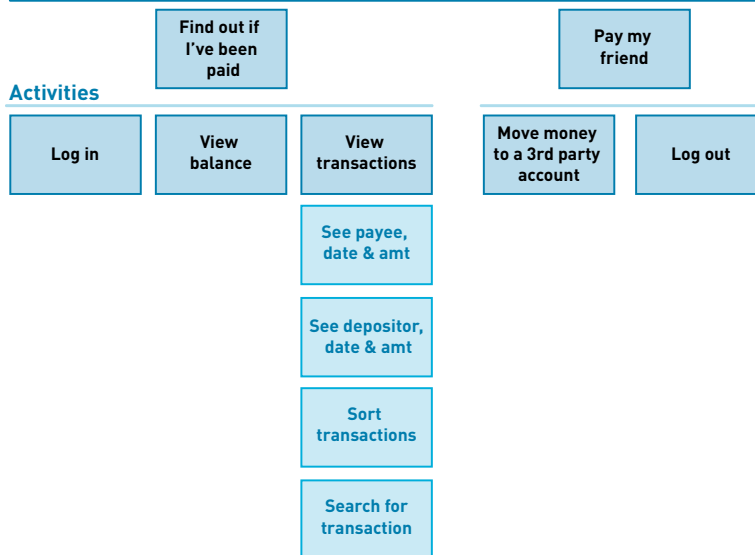 Find out if
I've been
paid
Pay my
friend
Activities
Log in
View
balance
View
transactions
Move money
to a 3rd party
account
Log out
See payee,
date & amt
See depositor,
date & amt
Sort
transactions
Search for
transaction